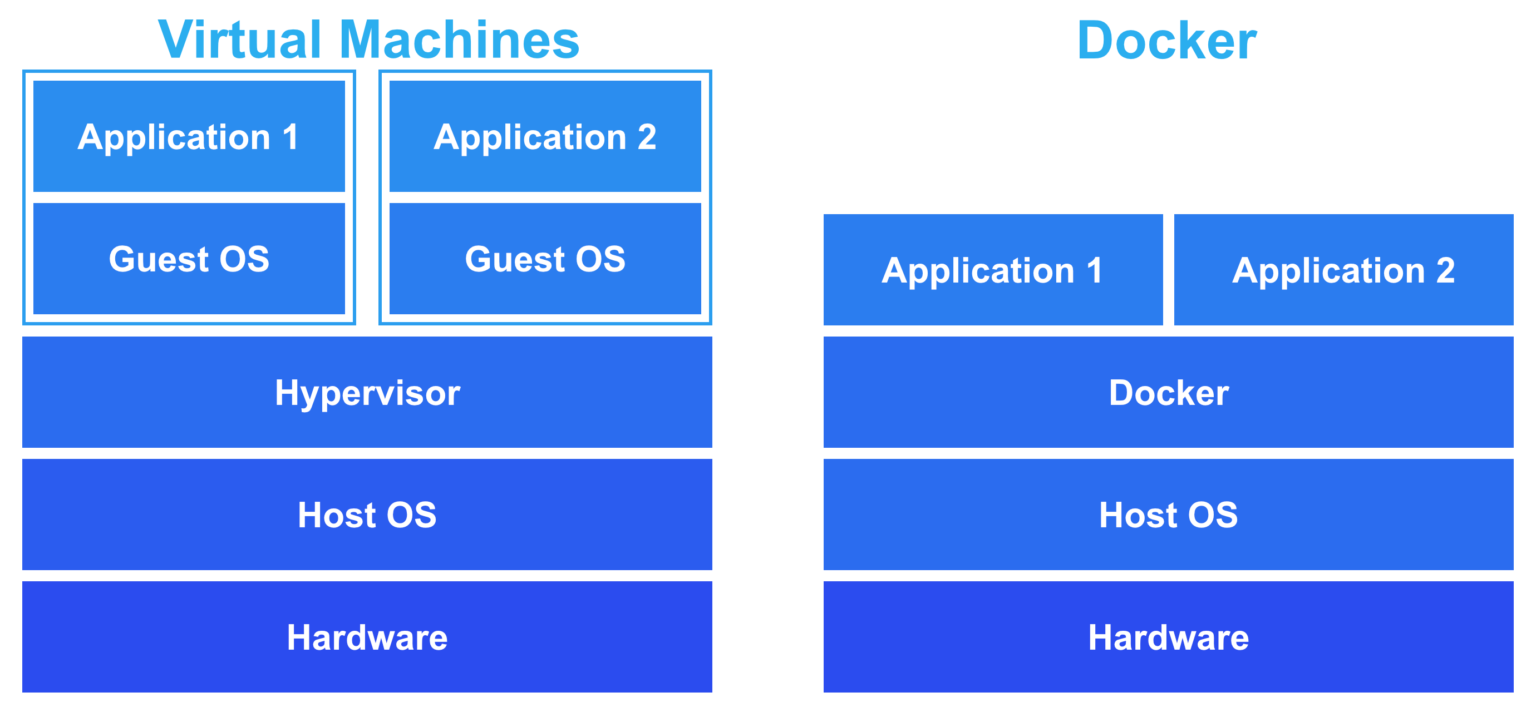 Virtual Machines
Application 1
Application 2
Guest OS
Guest OS
Hypervisor
Host OS
Hardware
Docker
Application 1
Application 2
Docker
Host OS
Hardware